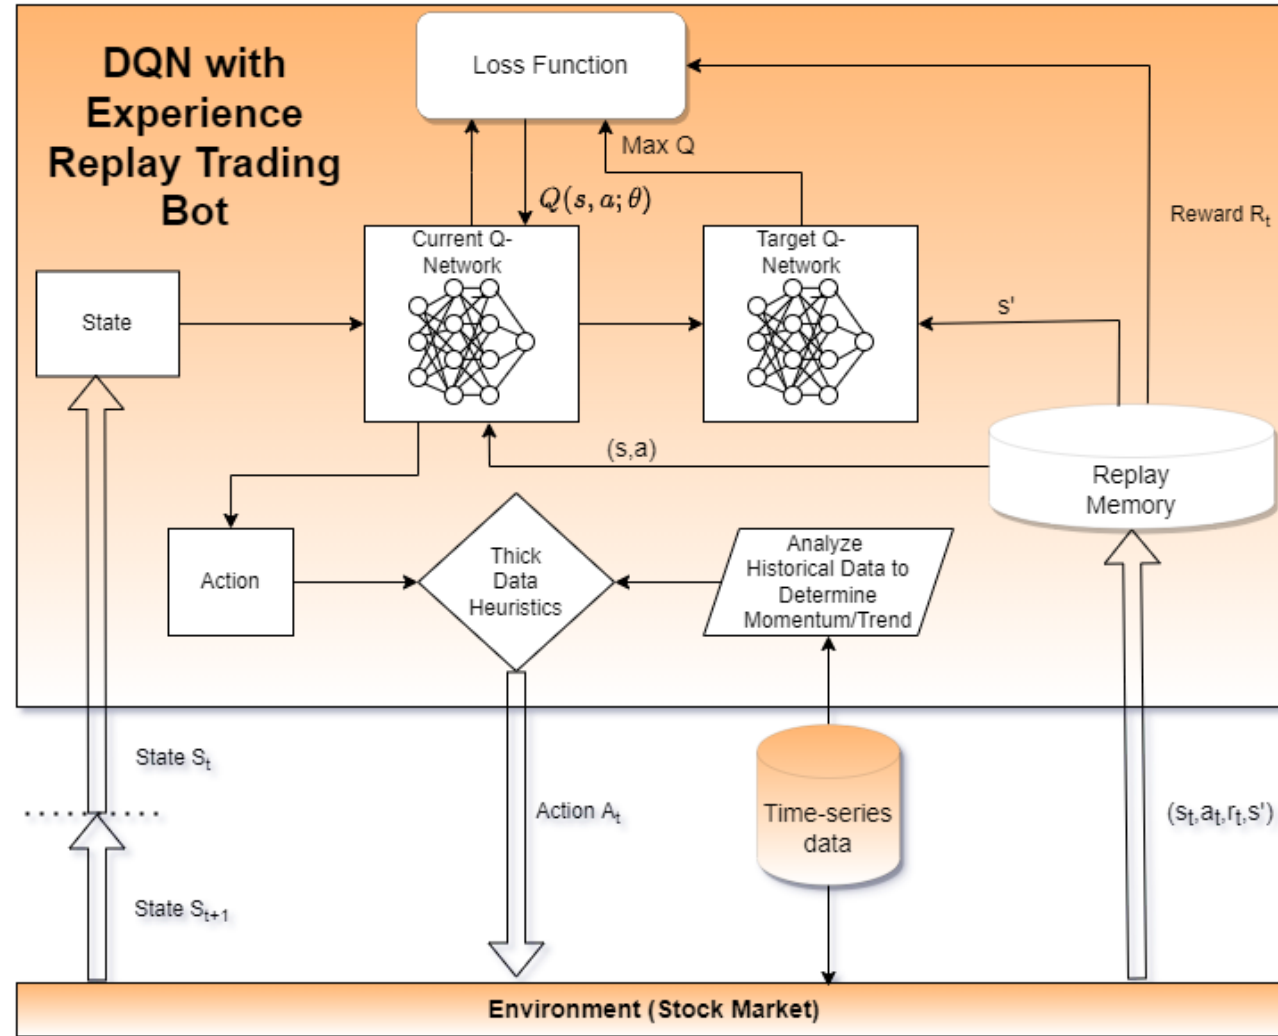 DQN with
Experience
Replay Trading
Bot
Loss Function
Max Q
Q(s, a; θ)
Reward Rt
Current Q-
Network
Target Q-
Network
State
s'
(s,a)
Replay
Memory
Action
Thick
Data
Heuristics
Analyze
Historical Data to
Determine
Momentum/Trend
State St
Action At
Time-series
data
(st,at,rt,s')
State St+1
Environment (Stock Market)